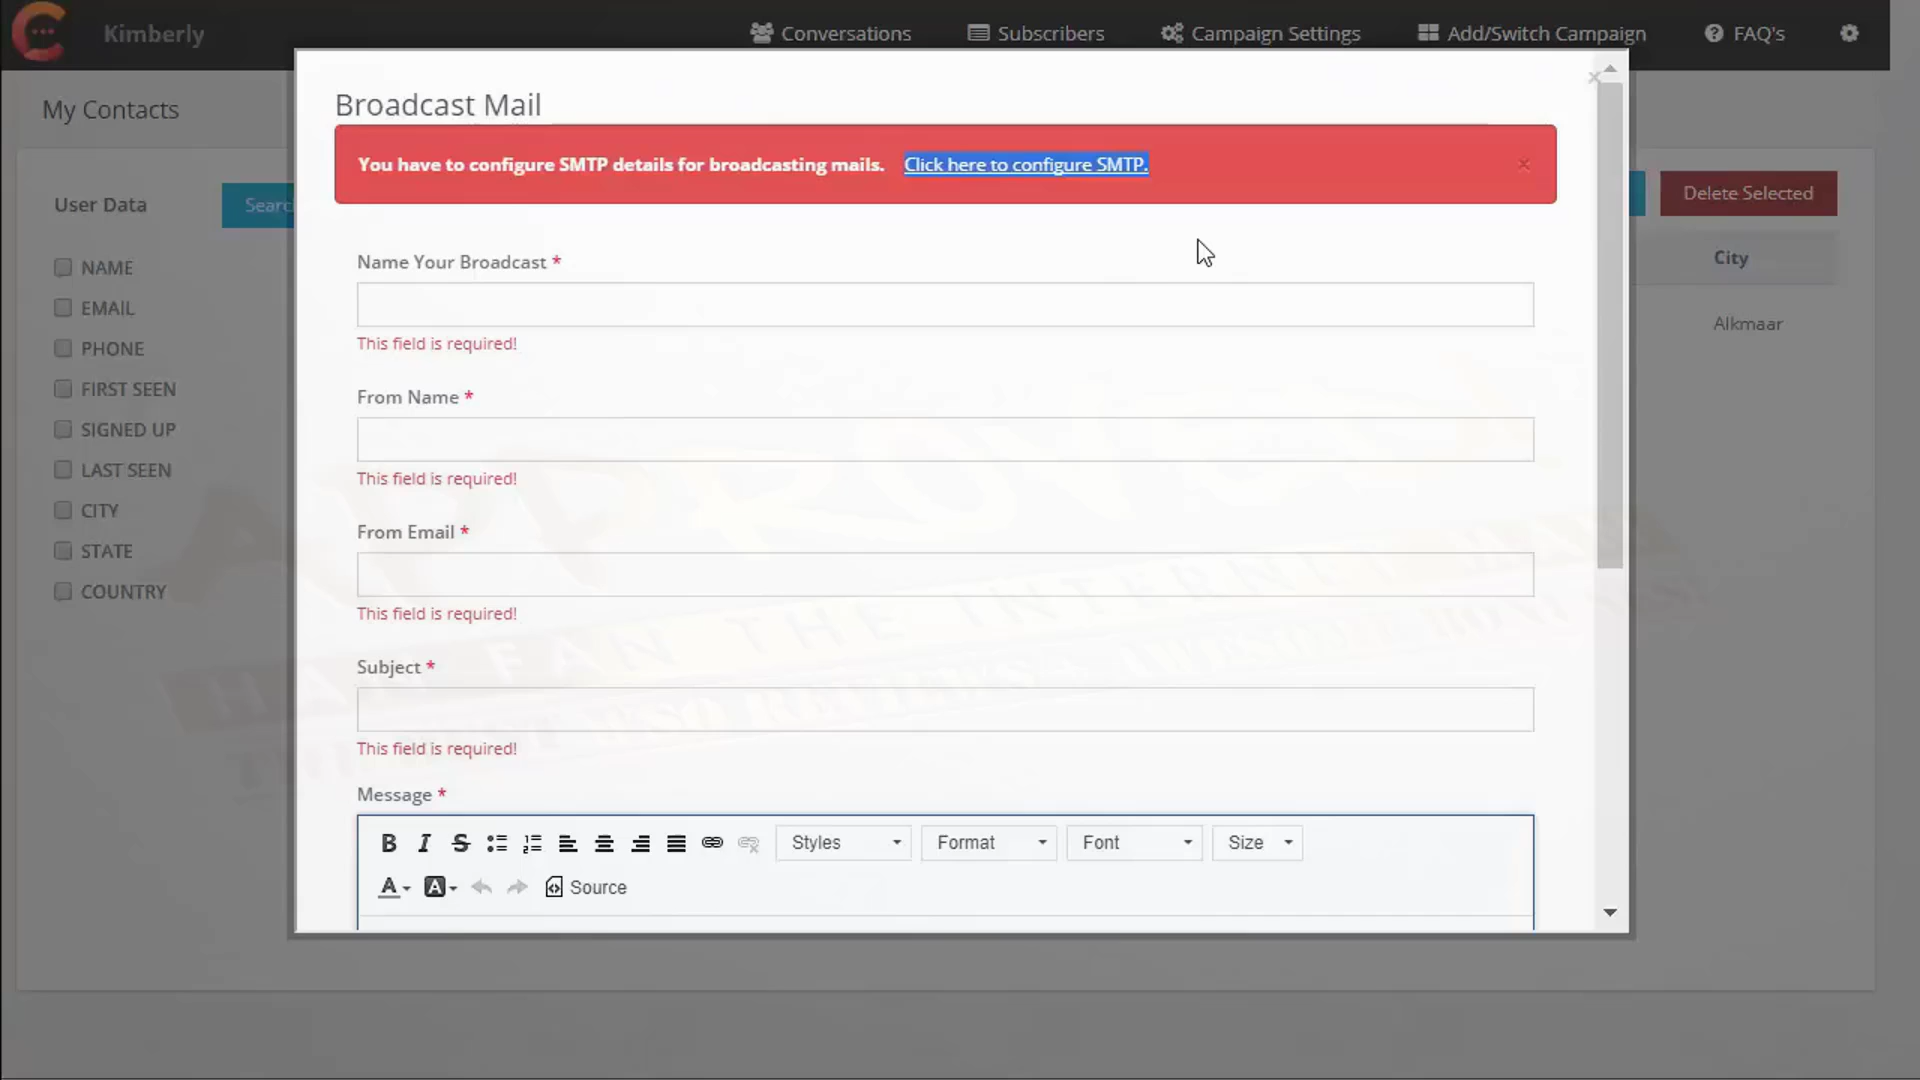 Kimberly
Conversations
Subscribers
Campaign Settings
Add/Switch Campaign
FAQ's
My Contacts
Broadcast Mail
You have to configure SMTP details for broadcasting mails. Click here to configure SMTP.
User Data
Delete Selected
City
Alkmaar
NAME
EMAIL
PHONE
FIRST SEEN
SIGNED UP
LAST SEEN
CITY
STATE
COUNTRY
Name Your Broadcast *
This field is required!
From Name *
This field is required!
From Email *
This field is required!
Subject *
This field is required!
Message *
Styles
Format
Font
Size
Source